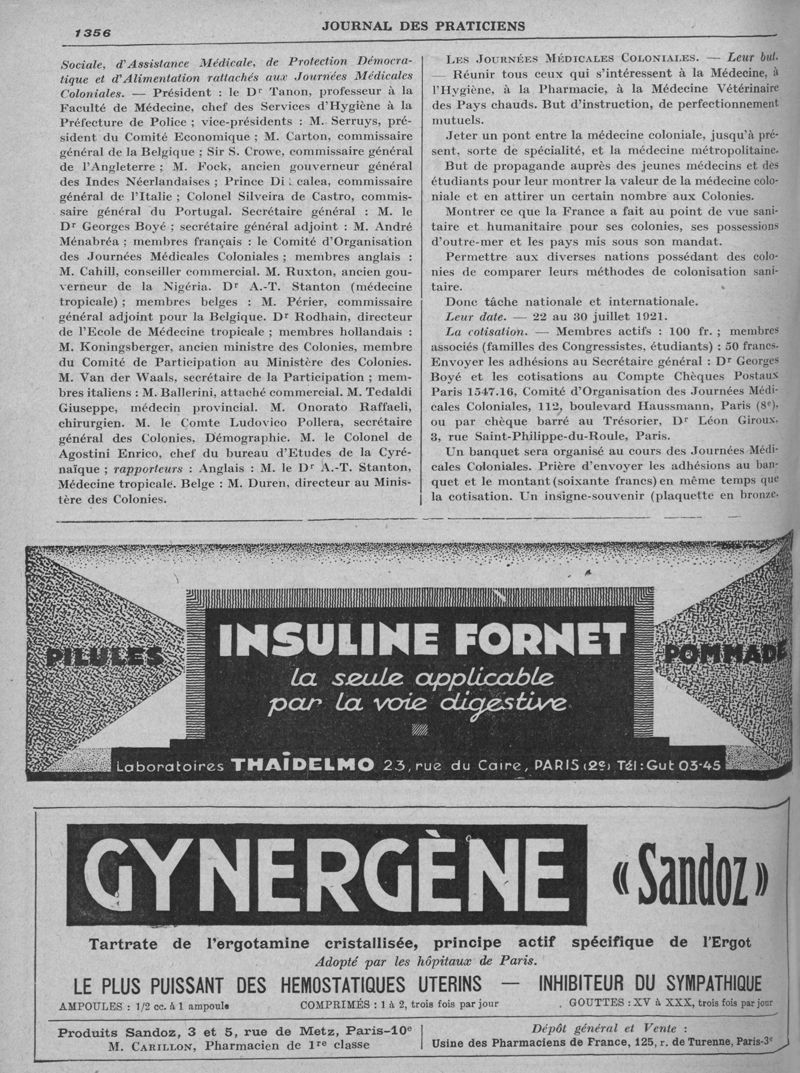 1356
JOURNAL DES PRATICIENS
Sociale, d'Assistance Médicale, de Protection Démocra-
tique et d'Alimentation rattachés aux Journées Médicales
Coloniales. — Président : le Dr Tanon, professeur à la
Faculté de Médecine, chef des Services d'Hygiène à la
Préfecture de Police ; vice-présidents : M. Serruys, pré-
sident du Comité Economique ; M. Carton, commissaire
général de la Belgique ; Sir S. Crowe, commissaire général
de l'Angleterre ; M. Fock, ancien gouverneur général
des Indes Néerlandaises ; Prince Di calea, commissaire
général de l'Italie ; Colonel Silveira de Castro, commis-
saire général du Portugal. Secrétaire général : M. le
Dr Georges Boyé ; secrétaire général adjoint : M. André
Ménabréa ; membres français : le Comité d'Organisation
des Journées Médicales Coloniales ; membres anglais :
M. Cahill, conseiller commercial. M. Ruxton, ancien gou-
verneur de la Nigéria. Dr A.-T. Stanton (médecine
tropicale) ; membres belges : M. Périer, commissaire
général adjoint pour la Belgique. Dr Rodhain, directeur
de l'Ecole de Médecine tropicale ; membres hollandais :
M. Koningsberger, ancien ministre des Colonies, membre
du Comité de Participation au Ministère des Colonies.
M. Van der Waals, secrétaire de la Participation ; mem-
bres italiens : M. Ballerini, attaché commercial. M. Tedaldi
Giuseppe, médecin provincial. M. Onorato Raffaeli,
chirurgien. M. le Comte Ludovico Pollera, secrétaire
général des Colonies, Démographie. M. le Colonel de
Agostini Enrico, chef du bureau d'Etudes de la Cyré-
naïque ; rapporteurs : Anglais : M. le Dr A.-T. Stanton,
Médecine tropicale. Belge : M. Duren, directeur au Minis-
tère des Colonies.
LES JOURNÉES MÉDICALES COLONIALES. — Leur but.
— Réunir tous ceux qui s'intéressent à la Médecine, à
l'Hygiène, à la Pharmacie, à la Médecine Vétérinaire
des Pays chauds. But d'instruction, de perfectionnement
mutuels.
Jeter un pont entre la médecine coloniale, jusqu'à pré-
sent, sorte de spécialité, et la médecine métropolitaine.
But de propagande auprès des jeunes médecins et des
étudiants pour leur montrer la valeur de la médecine colo-
niale et en attirer un certain nombre aux Colonies.
Montrer ce que la France a fait au point de vue sani-
taire et humanitaire pour ses colonies, ses possessions
d'outre-mer et les pays mis sous son mandat.
Permettre aux diverses nations possédant des colo-
nies de comparer leurs méthodes de colonisation sani-
taire.
Donc tâche nationale et internationale.
Leur date. — 22 au 30 juillet 1921.
La cotisation. — Membres actifs : 100 fr. ; membres
associés (familles des Congressistes, étudiants) : 50 francs.
Envoyer les adhésions au Secrétaire général : Dr Georges
Boyé et les cotisations au Compte Chèques Postaux
Paris 1547.16, Comité d'Organisation des Journées Médi-
cales Coloniales, 112, boulevard Haussmann, Paris (8e),
ou par chèque barré au Trésorier, Dr Léon Giroux,
3, rue Saint-Philippe-du-Roule, Paris.
Un banquet sera organisé au cours des Journées Médi-
cales Coloniales. Prière d'envoyer les adhésions au ban-
quet et le montant (soixante francs) en même temps que
la cotisation. Un insigne-souvenir (plaquette en bronze,
PILULES
INSULINE FORNET
POMMADE
la seule applicable
par la voie digestive
Laboratoires THAÏDELMO 23, rue du Caire, PARIS (2e) Tél : Gut 03-45
GYNERGÈNE « Sandoz »
Tartrate de l'ergotamine cristallisée, principe actif spécifique de l'Ergot
Adopté par les hôpitaux de Paris.
LE PLUS PUISSANT DES HEMOSTATIQUES UTERINS — INHIBITEUR DU SYMPATHIQUE
AMPOULES : 1/2 cc. à 1 ampoule COMPRIMÉS : 1 à 2, trois fois par jour . GOUTTES : XV à XXX, trois fois par jour
Produits Sandoz, 3 et 5, rue de Metz, Paris-10e
M. CARILLON, Pharmacien de 1re classe
Dépôt général et Vente :
Usine des Pharmaciens de France, 125, r. de Turenne, Paris-3e